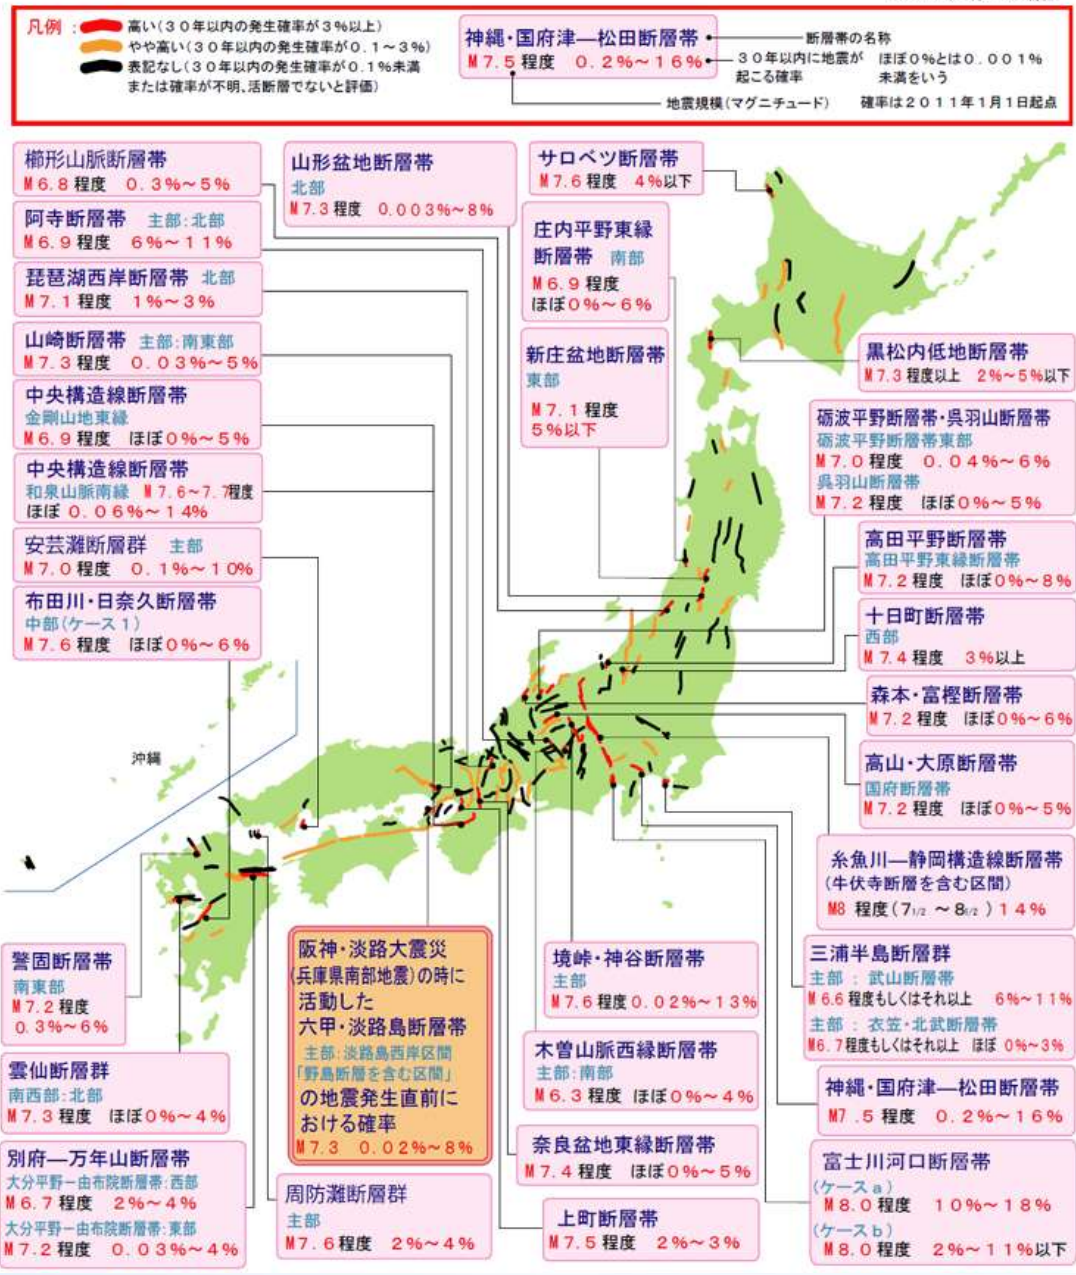 凡例：
高い(３０年以内の発生確率が３％以上)
やや高い(３０年以内の発生確率が０.１～３％)
表記なし(３０年以内の発生確率が０.１％未満
または確率が不明、活断層でないと評価)
神縄・国府津―松田断層帯
Ｍ７.５程度　０.２％～１６％
断層帯の名称
３０年以内に地震が
起こる確率
ほぼ０％とは０.００１％
未満をいう
地震規模(マグニチュード)
確率は２０１１年１月１日起点
櫛形山脈断層帯
Ｍ６.８程度　０.３％～５％
阿寺断層帯　主部:北部
Ｍ６.９程度　６％～１１％
琵琶湖西岸断層帯　北部
Ｍ７.１程度　１％～３％
山崎断層帯　主部:南東部
Ｍ７.３程度　０.０３％～５％
中央構造線断層帯
金剛山地東縁
Ｍ６.９程度　ほぼ０％～５％
中央構造線断層帯
和泉山脈南縁　Ｍ７.６～７.７程度
ほぼ ０.０６％～１４％
安芸灘断層群　主部
Ｍ７.０程度　０.１％～１０％
布田川・日奈久断層帯
中部(ケース１)
Ｍ７.６程度　ほぼ０％～６％
山形盆地断層帯
北部
Ｍ７.３程度　０.００３％～８％
サロベツ断層帯
Ｍ７.６程度　４％以下
庄内平野東縁
断層帯　南部
Ｍ６.９程度
ほぼ０％～６％
新庄盆地断層帯
東部
Ｍ７.１程度
５％以下
黒松内低地断層帯
Ｍ７.３程度以上　２％～５％以下
砺波平野断層帯・呉羽山断層帯
砺波平野断層帯東部
Ｍ７.０程度　０.０４％～６％
呉羽山断層帯
Ｍ７.２程度　ほぼ０％～５％
高田平野断層帯
高田平野東縁断層帯
Ｍ７.２程度　ほぼ０％～８％
十日町断層帯
西部
Ｍ７.４程度　３％以上
森本・富樫断層帯
Ｍ７.２程度　ほぼ０％～６％
高山・大原断層帯
国府断層帯
Ｍ７.２程度　ほぼ０％～５％
糸魚川―静岡構造線断層帯
(牛伏寺断層を含む区間)
M8 程度(７1/2 ～８1/2 )１４％
沖縄
警固断層帯
南東部
Ｍ７.２程度
０.３％～６％
雲仙断層群
南西部:北部
Ｍ７.３程度　ほぼ０％～４％
別府―万年山断層帯
大分平野－由布院断層帯:西部
Ｍ６.７程度　２％～４％
大分平野－由布院断層帯:東部
Ｍ７.２程度　０.０３％～４％
阪神・淡路大震災
(兵庫県南部地震)の時に
活動した
六甲・淡路島断層帯
主部:淡路島西岸区間
「野島断層を含む区間」
の地震発生直前に
おける確率
Ｍ７.３　０.０２％～８％
周防灘断層群
主部
Ｍ７.６程度　２％～４％
境峠・神谷断層帯
主部
Ｍ７.６程度 ０.０２％～１３％
木曽山脈西縁断層帯
主部:南部
Ｍ６.３程度　ほぼ０％～４％
奈良盆地東縁断層帯
Ｍ７.４程度　ほぼ０％～５％
上町断層帯
Ｍ７.５程度　２％～３％
三浦半島断層群
主部 ： 武山断層帯
Ｍ６.６程度もしくはそれ以上　６％～１１％
主部 ： 衣笠・北武断層帯
Ｍ６.７程度もしくはそれ以上　ほぼ ０％～３％
神縄・国府津―松田断層帯
Ｍ７.５程度　０.２％～１６％
富士川河口断層帯
(ケースａ)
Ｍ８.０程度　１０％～１８％
(ケースｂ)
Ｍ８.０程度　２％～１１％以下